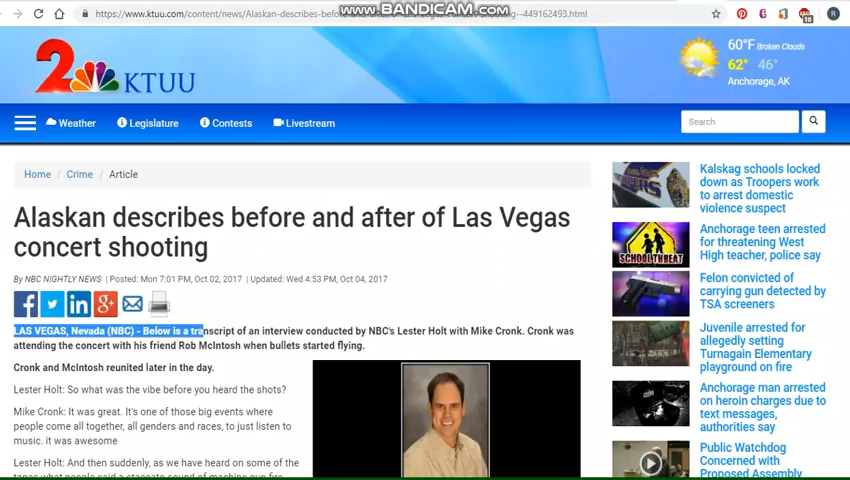 https://www.ktuu.com/content/news/Alaskan-describes-before-
shooting--449162493.html
WWW.BANDICAM.COM
10
R
2 KTUU
60°F Broken Clouds
62° 46°
Anchorage, AK
Weather
Legislature
Contests
Livestream
Search
Home / Crime / Article
Alaskan describes before and after of Las Vegas
concert shooting
By NBC NIGHTLY NEWS | Posted: Mon 7:01 PM, Oct 02, 2017 | Updated: Wed 4:53 PM, Oct 04, 2017
f
in
g+
LAS VEGAS, Nevada (NBC) - Below is a transcript of an interview conducted by NBC's Lester Holt with Mike Cronk. Cronk was
attending the concert with his friend Rob McIntosh when bullets started flying.
Cronk and McIntosh reunited later in the day.
Lester Holt: So what was the vibe before you heard the shots?
Mike Cronk: It was great. It's one of those big events where
people come all together, all genders and races, to just listen to
music. it was awesome
Lester Holt: And then suddenly, as we have heard on some of the
tapes what people said a staccato sound of machine gun fire
Kalskag schools locked
down as Troopers work
to arrest domestic
violence suspect
SCHOOL THREAT
Anchorage teen arrested
for threatening West
High teacher, police say
Felon convicted of
carrying gun detected by
TSA screeners
Juvenile arrested for
allegedly setting
Turnagain Elementary
playground on fire
Anchorage man arrested
on heroin charges due to
text messages,
authorities say
Public Watchdog
Concerned with
Proposed Assembly